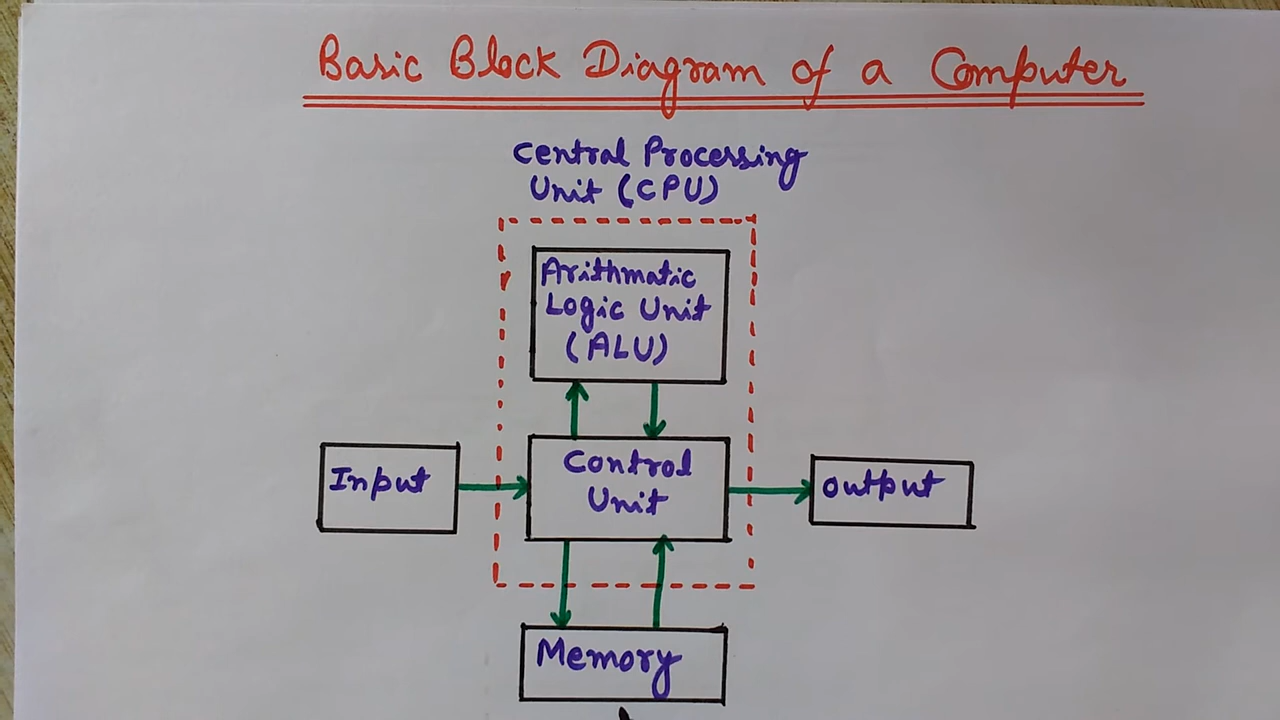 Basic Block Diagram of a Computer
Central Processing
Unit (CPU)
Arithmatic
Logic Unit
(ALU)
Input
Control
Unit
output
Memory